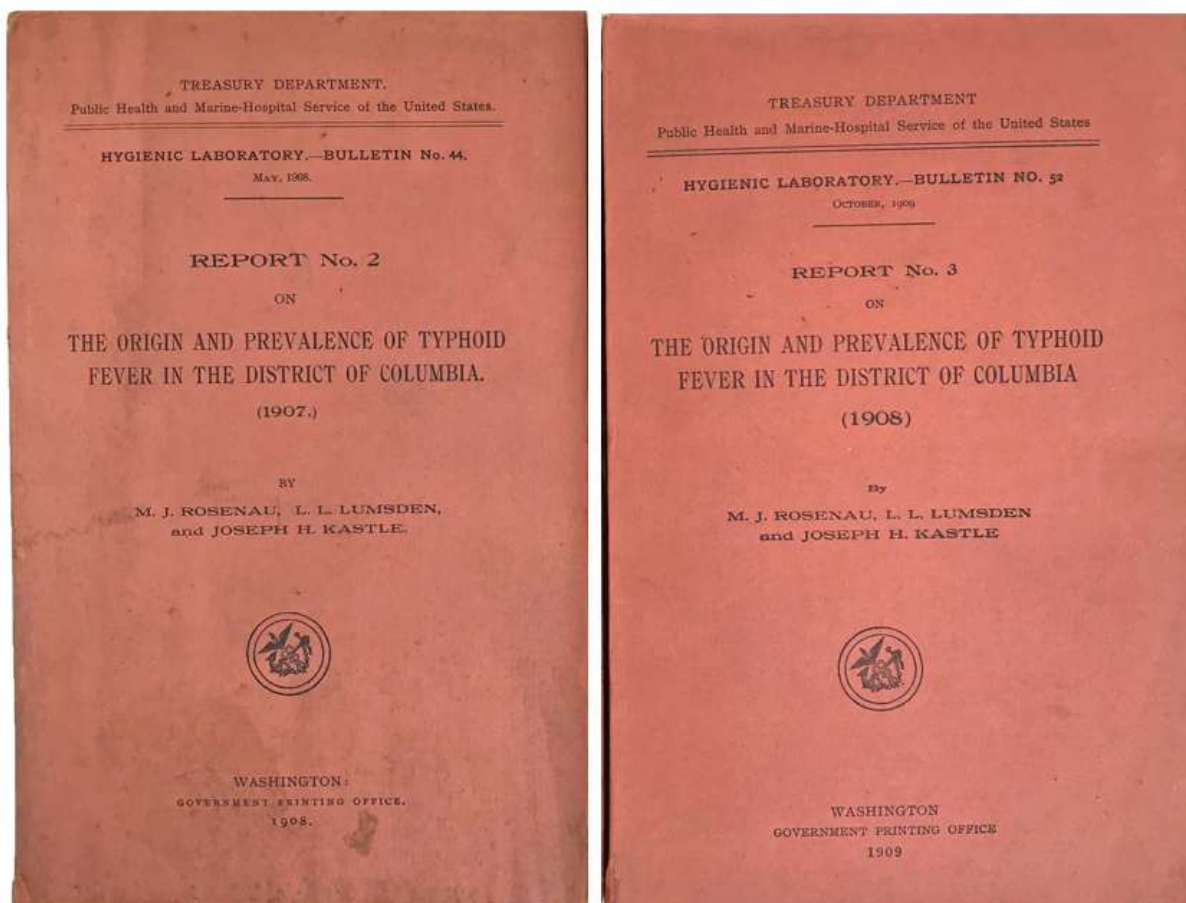 TREASURY DEPARTMENT.
Public Health and Marine-Hospital Service of the United States.
HYGIENIC LABORATORY.—BULLETIN No. 44.
MAY, 1908.
REPORT No. 2
ON
THE ORIGIN AND PREVALENCE OF TYPHOID
FEVER IN THE DISTRICT OF COLUMBIA.
(1907.)
BY
M. J. ROSENAU, L. L. LUMSDEN,
and JOSEPH H. KASTLE.
WASHINGTON:
GOVERNMENT PRINTING OFFICE.
1908.
TREASURY DEPARTMENT
Public Health and Marine-Hospital Service of the United States
HYGIENIC LABORATORY.—BULLETIN NO. 52
OCTOBER, 1909
REPORT No. 3
ON
THE ORIGIN AND PREVALENCE OF TYPHOID
FEVER IN THE DISTRICT OF COLUMBIA
(1908)
By
M. J. ROSENAU, L. L. LUMSDEN
and JOSEPH H. KASTLE
WASHINGTON
GOVERNMENT PRINTING OFFICE
1909